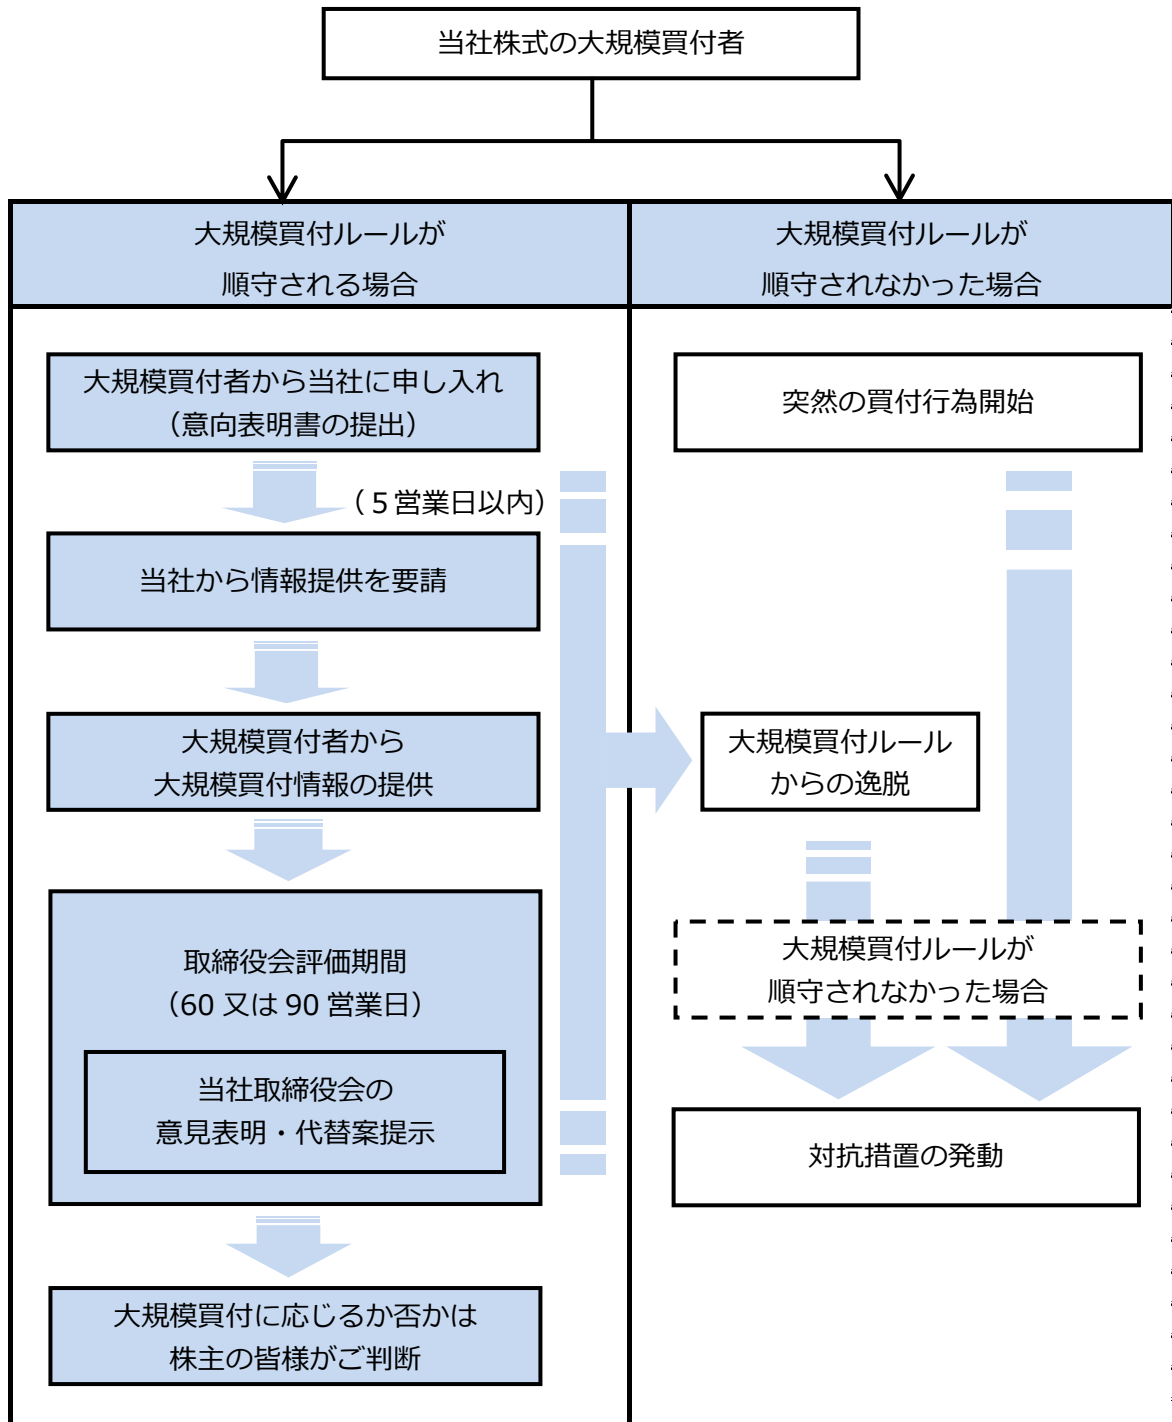 当社株式の大規模買付者
大規模買付ルールが
順守される場合
大規模買付ルールが
順守されなかった場合
大規模買付者から当社に申し入れ
（意向表明書の提出）
（５営業日以内）
当社から情報提供を要請
大規模買付者から
大規模買付情報の提供
取締役会評価期間
（60 又は 90 営業日）
当社取締役会の
意見表明・代替案提示
大規模買付に応じるか否かは
株主の皆様がご判断
突然の買付行為開始
大規模買付ルール
からの逸脱
大規模買付ルールが
順守されなかった場合
対抗措置の発動